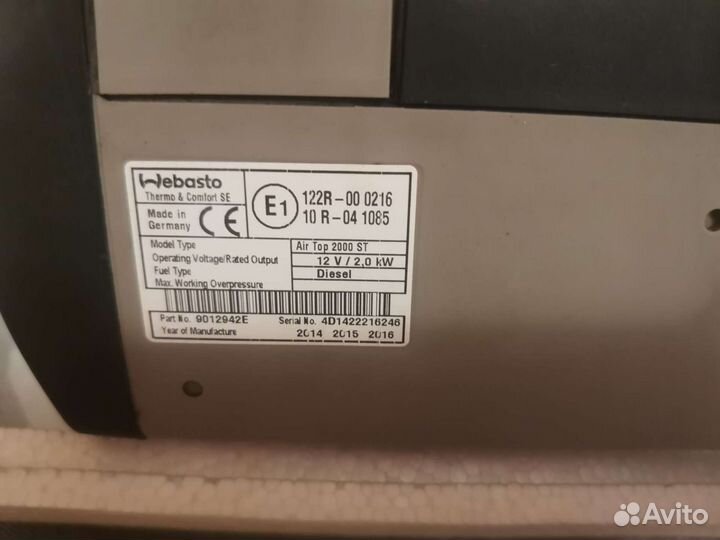 Webasto
Thermo & Comfort SE
Made in
Germany
CE
E1
122R-00 0216
10 R-04 1085
Model Type Air Top 2000 ST
Operating Voltage/Rated Output 12 V / 2,0 kW
Fuel Type Diesel
Max. Working Overpressure
Part No. 9012942E Serial No. 4D1422216246
Year of Manufacture 2014 2015 2016
Avito